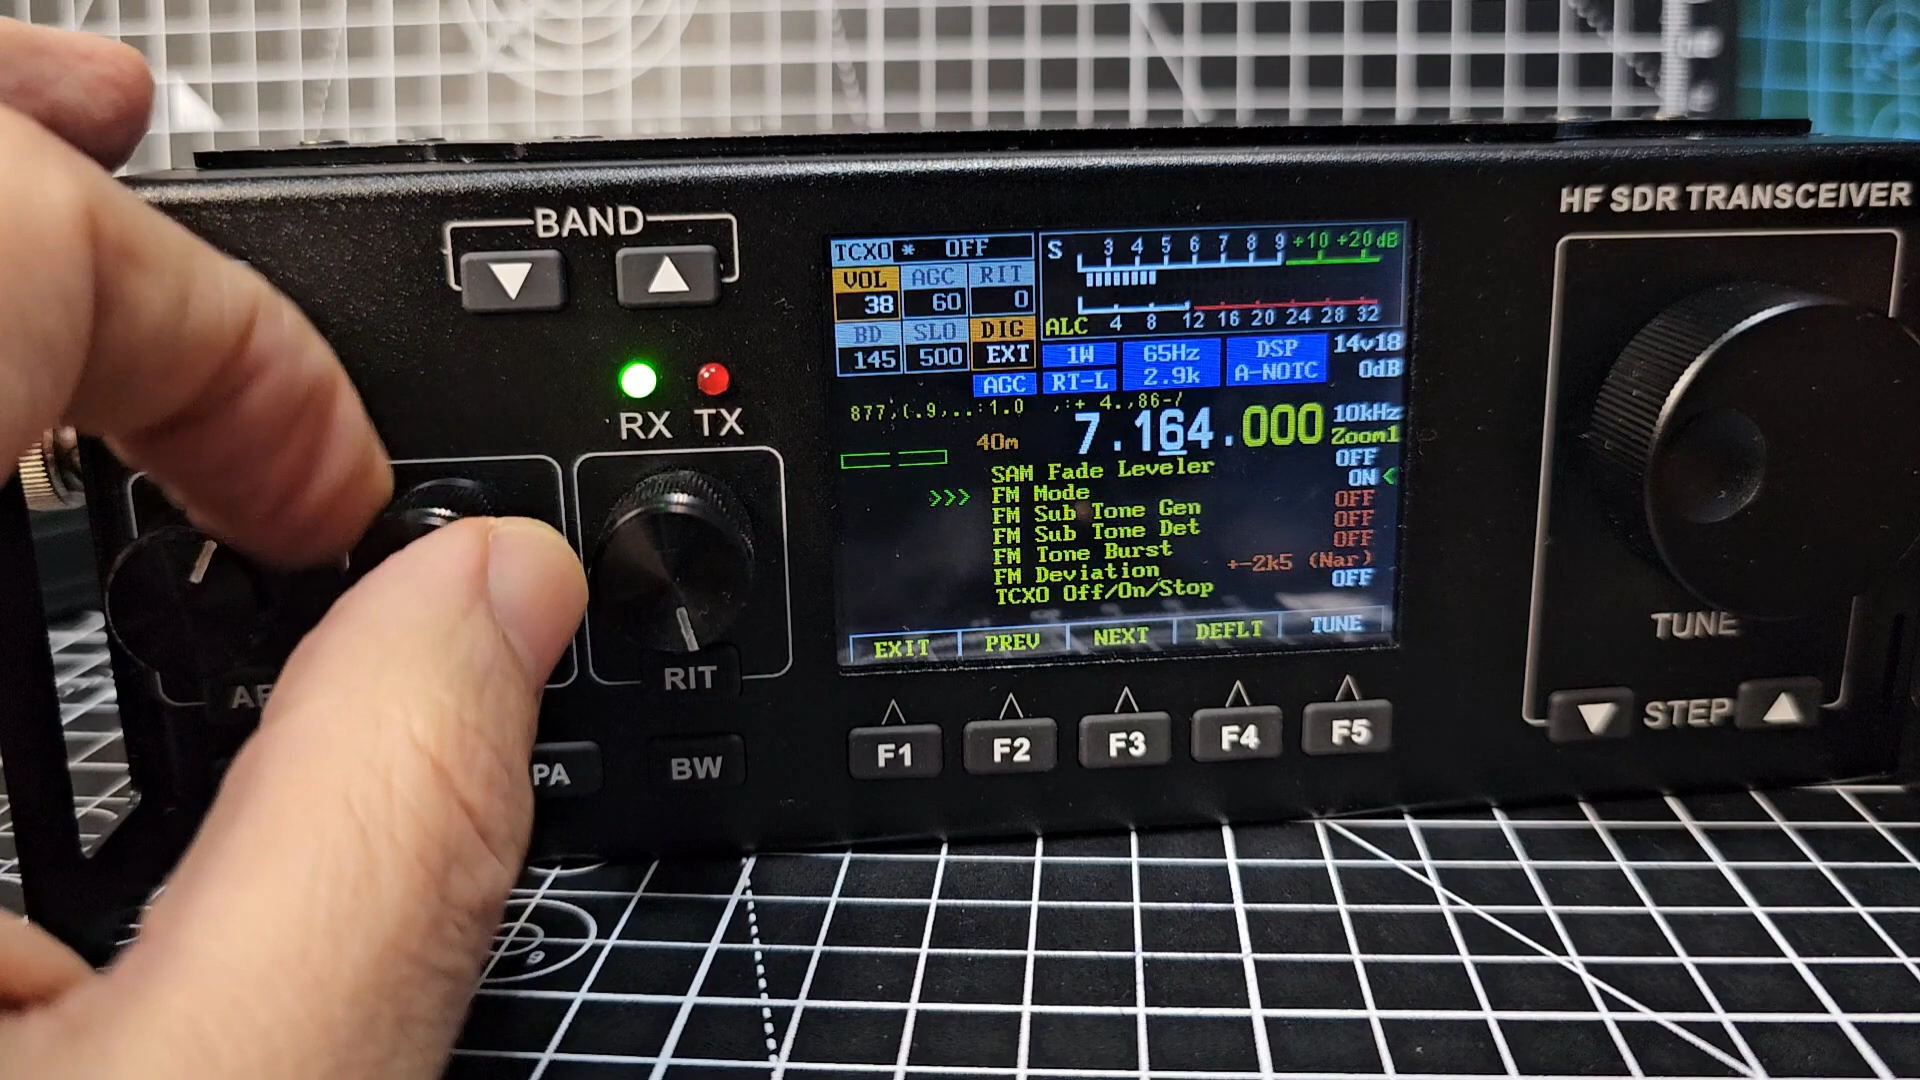 HF SDR TRANSCEIVER
BAND
RX TX
TCXO * OFF
VOL AGC RIT
38 60 0
BD SLO DIG
145 500 EXT
AGC
S 3 4 5 6 7 8 9 +10 +20 dB
ALC 4 8 12 16 20 24 28 32
1W 65Hz DSP 14v18
RT-L 2.9k A-NOTC 0dB
40m 7.164.000 10kHz
Zoom1
SAM Fade Leveler OFF
>>> FM Mode ON <
FM Sub Tone Gen OFF
FM Sub Tone Det OFF
FM Tone Burst OFF
FM Deviation +-2k5 (Nar)
TCXO Off/On/Stop OFF
EXIT PREV NEXT DEFLT TUNE
F1 F2 F3 F4 F5
RIT
PA BW
TUNE
STEP
9